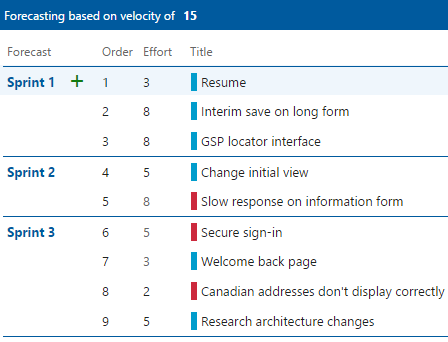 Forecasting based on velocity of 15
Forecast Order Effort Title
Sprint 1 + 1 3 Resume
2 8 Interim save on long form
3 8 GSP locator interface
Sprint 2 4 5 Change initial view
5 8 Slow response on information form
Sprint 3 6 5 Secure sign-in
7 3 Welcome back page
8 2 Canadian addresses don't display correctly
9 5 Research architecture changes